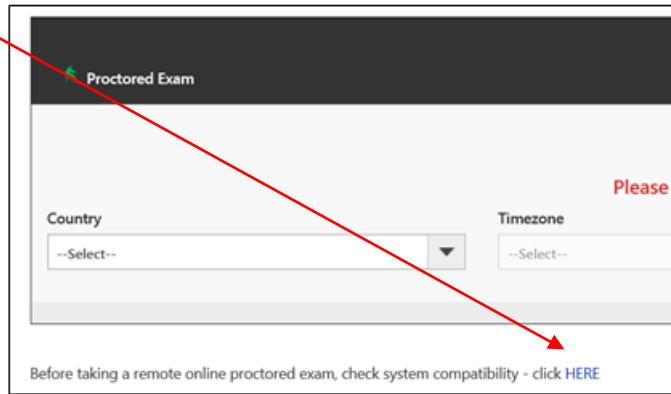 Proctored Exam
Please
Country
Timezone
--Select--
--Select--
Before taking a remote online proctored exam, check system compatibility - click HERE